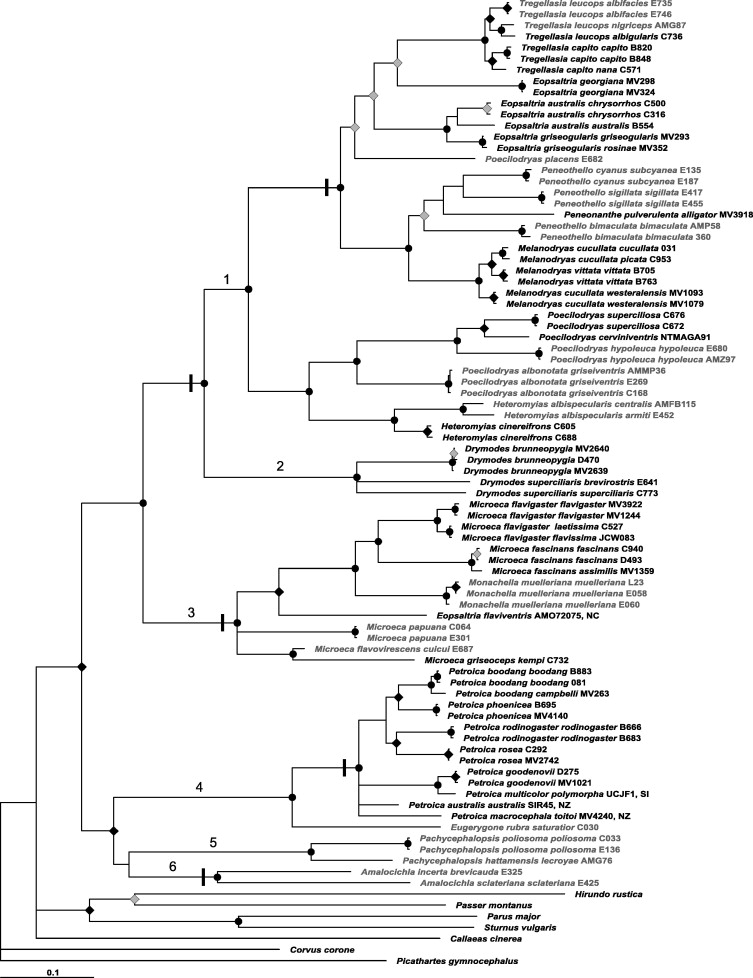 Tregellasia leucops albifacies E735
Tregellasia leucops albifacies E746
Tregellasia leucops nigriceps AMG87
Tregellasia leucops albigularis C736
Tregellasia capito capito B820
Tregellasia capito capito B848
Tregellasia capito nana C571
Eopsaltria georgiana MV298
Eopsaltria georgiana MV324
Eopsaltria australis chrysorrhos C500
Eopsaltria australis chrysorrhos C316
Eopsaltria australis australis B554
Eopsaltria griseogularis griseogularis MV293
Eopsaltria griseogularis rosinae MV352
Poecilodryas placens E682
Peneothello cyanus subcyanea E135
Peneothello cyanus subcyanea E187
Peneothello sigillata sigillata E417
Peneothello sigillata sigillata E455
Peneonanthe pulverulenta alligator MV3918
Peneothello bimaculata bimaculata AMP58
Peneothello bimaculata bimaculata 360
Melanodryas cucullata cucullata 031
Melanodryas cucullata picata C953
Melanodryas vittata vittata B705
Melanodryas vittata vittata B763
Melanodryas cucullata westeralensis MV1093
Melanodryas cucullata westeralensis MV1079
1
Poecilodryas superciliosa C676
Poecilodryas superciliosa C672
Poecilodryas cerviniventris NTMAGA91
Poecilodryas hypoleuca hypoleuca E680
Poecilodryas hypoleuca hypoleuca AMZ97
Poecilodryas albonotata griseiventris AMMP36
Poecilodryas albonotata griseiventris E269
Poecilodryas albonotata griseiventris C168
Heteromyias albispecularis centralis AMFB115
Heteromyias albispecularis armiti E452
Heteromyias cinereifrons C605
Heteromyias cinereifrons C688
Drymodes brunneopygia MV2640
Drymodes brunneopygia D470
2
Drymodes brunneopygia MV2639
Drymodes superciliaris brevirostris E641
Drymodes superciliaris superciliaris C773
Microeca flavigaster flavigaster MV3922
Microeca flavigaster flavigaster MV1244
Microeca flavigaster laetissima C527
Microeca flavigaster flavissima JCW083
Microeca fascinans fascinans C940
Microeca fascinans fascinans D493
Microeca fascinans assimilis MV1359
Monachella muelleriana muelleriana L23
Monachella muelleriana muelleriana E058
Monachella muelleriana muelleriana E060
3
Eopsaltria flaviventris AMO72075, NC
Microeca papuana C064
Microeca papuana E301
Microeca flavovirescens cuicui E687
Microeca griseoceps kempi C732
Petroica boodang boodang B883
Petroica boodang boodang 081
Petroica boodang campbelli MV263
Petroica phoenicea B695
Petroica phoenicea MV4140
Petroica rodinogaster rodinogaster B666
Petroica rodinogaster rodinogaster B683
Petroica rosea C292
Petroica rosea MV2742
Petroica goodenovii D275
Petroica goodenovii MV1021
4
Petroica multicolor polymorpha UCJF1, SI
Petroica australis australis SIR45, NZ
Petroica macrocephala toitoi MV4240, NZ
Eugerygone rubra saturatior C030
Pachycephalopsis poliosoma poliosoma C033
5
Pachycephalopsis poliosoma poliosoma E136
Pachycephalopsis hattamensis lecroyae AMG76
6
Amalocichla incerta brevicauda E325
Amalocichla sclateriana sclateriana E425
Hirundo rustica
Passer montanus
Parus major
Sturnus vulgaris
Callaeas cinerea
Corvus corone
Picathartes gymnocephalus
0.1